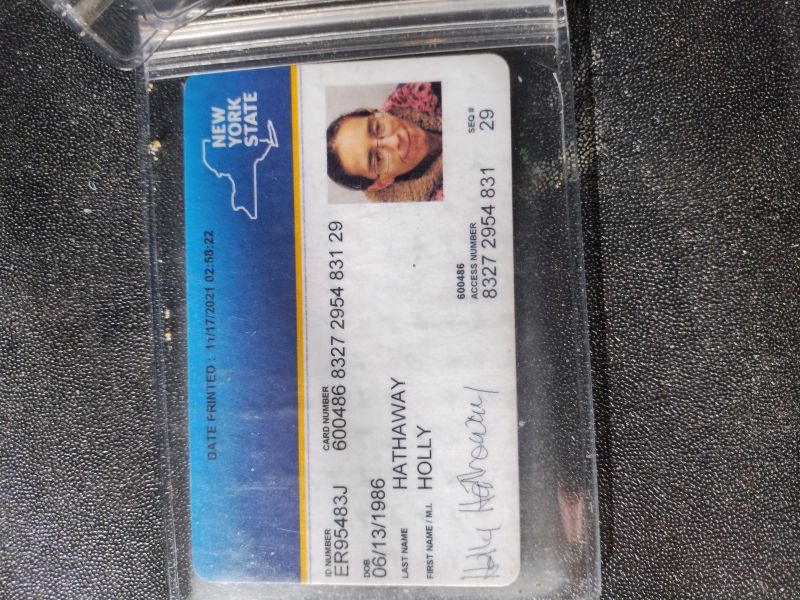 DATE PRINTED : 11/17/2021 02:58:22
NEW
YORK
STATE
ID NUMBER
ER95483J
CARD NUMBER
600486 8327 2954 831 29
DOB
06/13/1986
LAST NAME HATHAWAY
FIRST NAME / M.I. HOLLY
600486
ACCESS NUMBER
8327 2954 831
SEQ #
29
Holly Hathaway